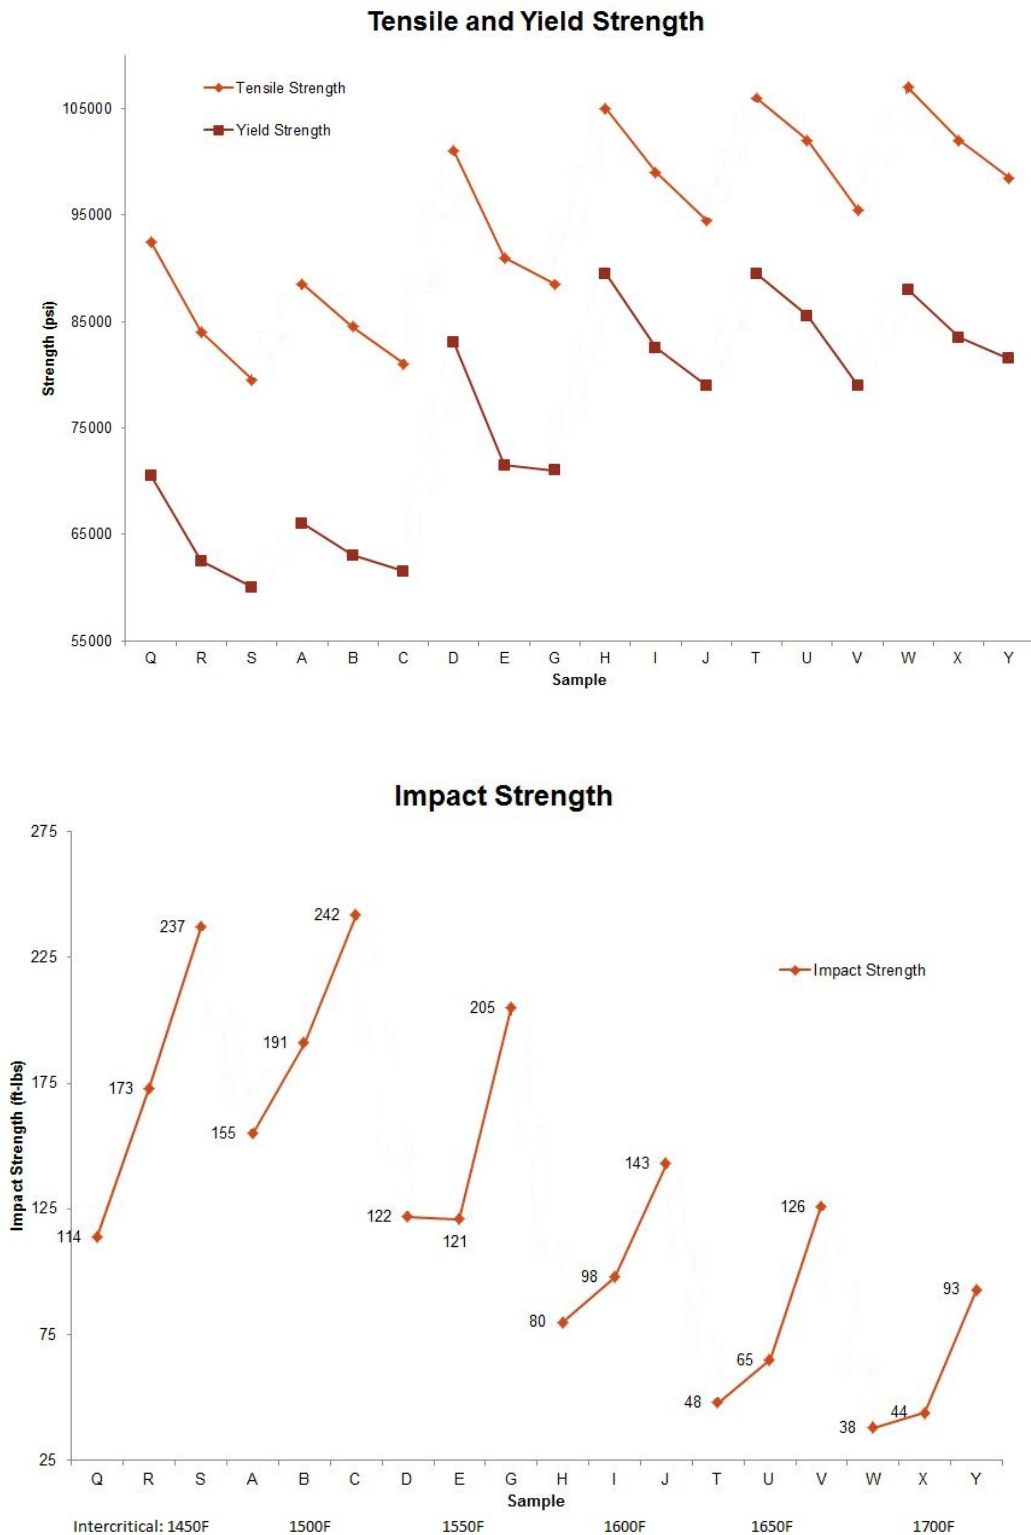 Tensile and Yield Strength
Tensile Strength
Yield Strength
105000
95000
85000
75000
65000
55000
Strength (psi)
Q R S A B C D E G H I J T U V W X Y
Sample
Impact Strength
275
225
175
125
75
25
Impact Strength (ft-lbs)
Impact Strength
114
173
237
155
191
242
122
121
205
80
98
143
48
65
126
38
44
93
Q R S A B C D E G H I J T U V W X Y
Sample
Intercritical: 1450F 1500F 1550F 1600F 1650F 1700F